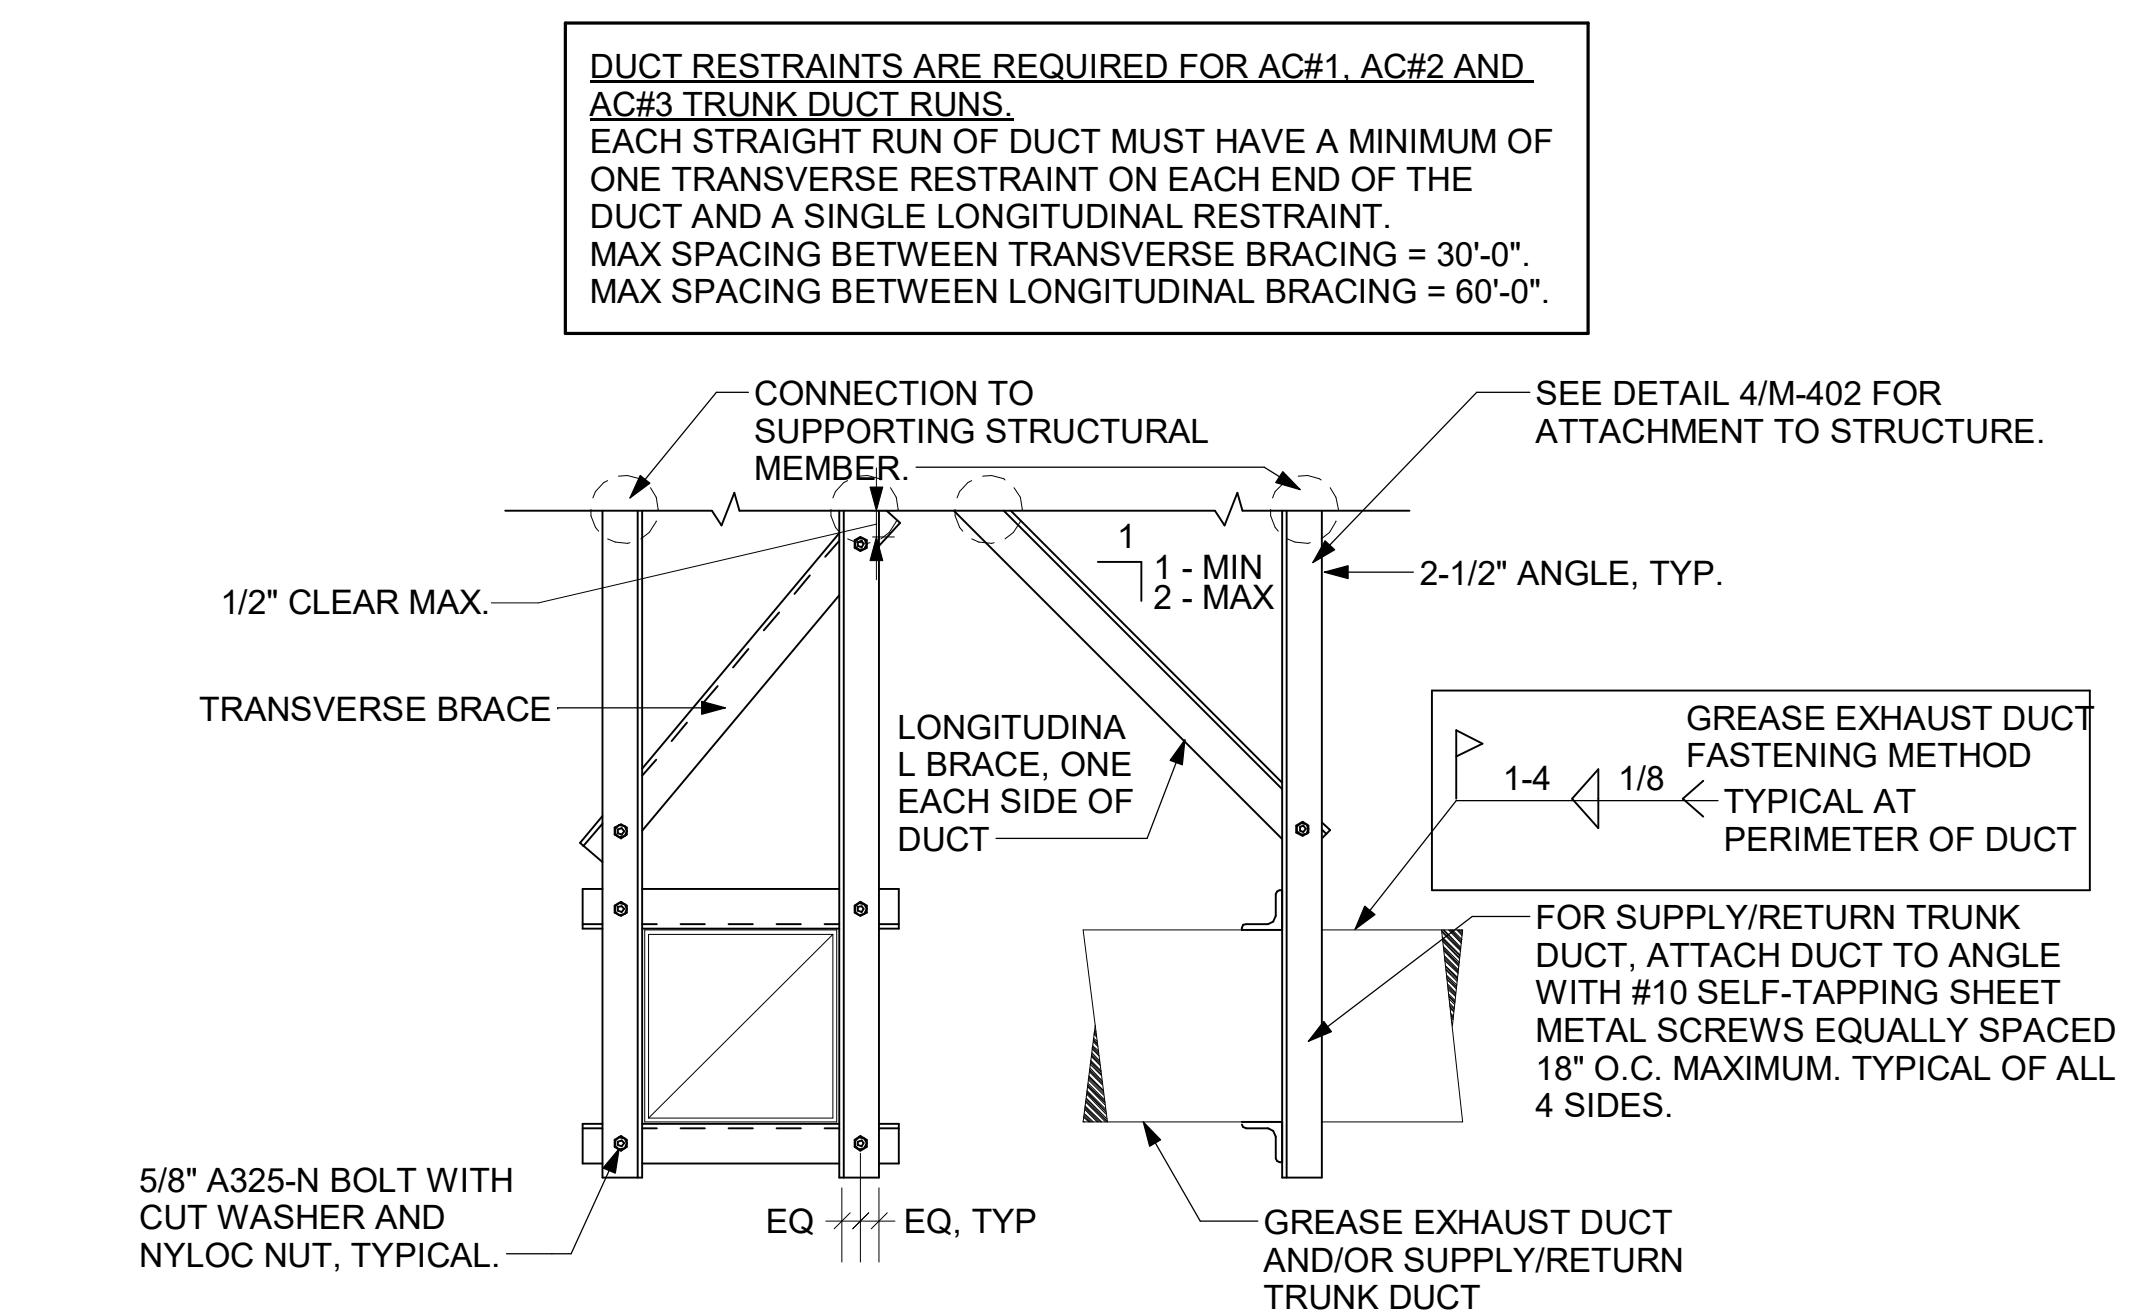 DUCT RESTRAINTS ARE REQUIRED FOR AC#1, AC#2 AND
AC#3 TRUNK DUCT RUNS.
EACH STRAIGHT RUN OF DUCT MUST HAVE A MINIMUM OF
ONE TRANSVERSE RESTRAINT ON EACH END OF THE
DUCT AND A SINGLE LONGITUDINAL RESTRAINT.
MAX SPACING BETWEEN TRANSVERSE BRACING = 30'-0".
MAX SPACING BETWEEN LONGITUDINAL BRACING = 60'-0".
CONNECTION TO
SUPPORTING STRUCTURAL
MEMBER.
SEE DETAIL 4/M-402 FOR
ATTACHMENT TO STRUCTURE.
1
1 - MIN
2 - MAX
2-1/2" ANGLE, TYP.
1/2" CLEAR MAX.
TRANSVERSE BRACE
LONGITUDINA
L BRACE, ONE
EACH SIDE OF
DUCT
GREASE EXHAUST DUCT
FASTENING METHOD
1-4
1/8
TYPICAL AT
PERIMETER OF DUCT
FOR SUPPLY/RETURN TRUNK
DUCT, ATTACH DUCT TO ANGLE
WITH #10 SELF-TAPPING SHEET
METAL SCREWS EQUALLY SPACED
18" O.C. MAXIMUM. TYPICAL OF ALL
4 SIDES.
5/8" A325-N BOLT WITH
CUT WASHER AND
NYLOC NUT, TYPICAL.
EQ
EQ, TYP
GREASE EXHAUST DUCT
AND/OR SUPPLY/RETURN
TRUNK DUCT